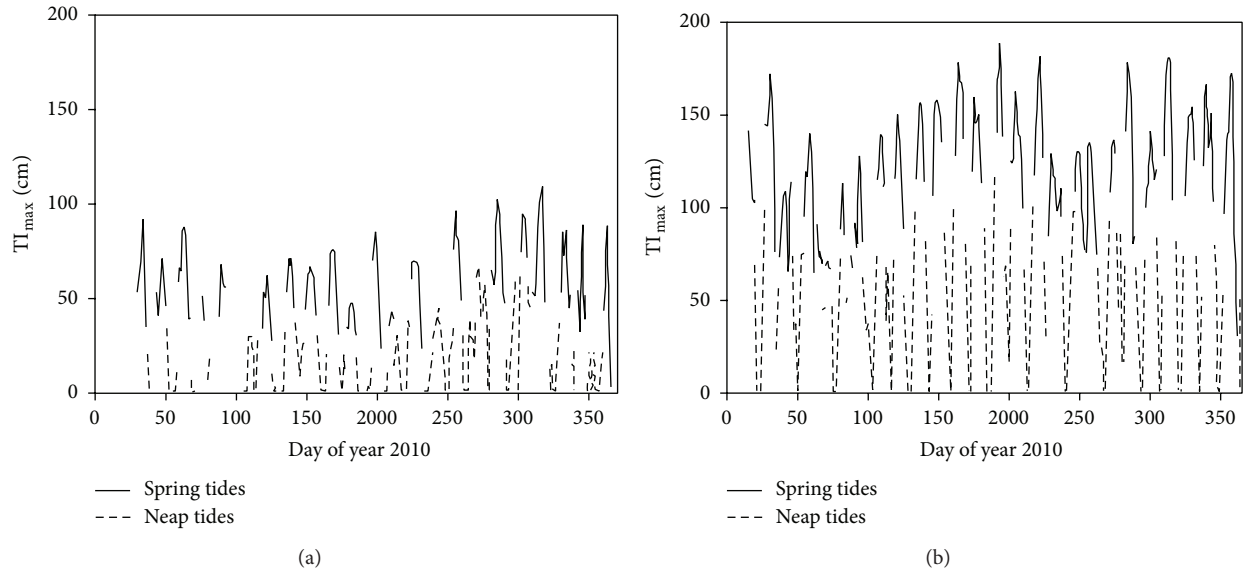 200
150
100
50
0
TI_max (cm)
0 50 100 150 2000 250 300 350
Day of year 2010
Spring tides
Neap tides
(a)
200
150
100
50
0
TI_max (cm)
0 50 100 150 200 250 300 350
Day of year 2010
Spring tides
Neap tides
(b)